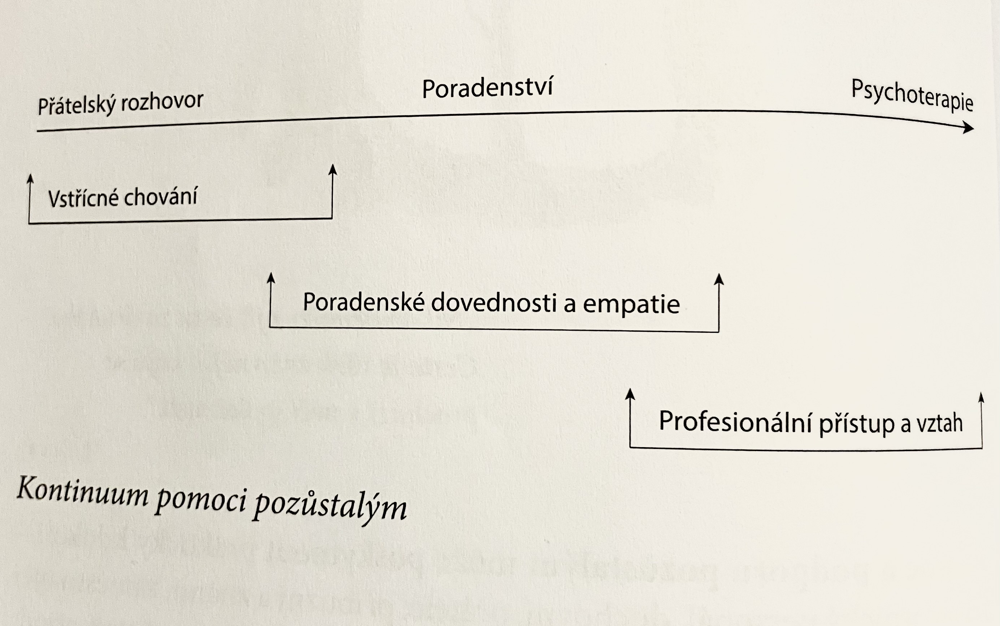 Přátelský rozhovor
Poradenství
Psychoterapie
Vstřícné chování
Poradenské dovednosti a empatie
Profesionální přístup a vztah
Kontinuum pomoci pozůstalým